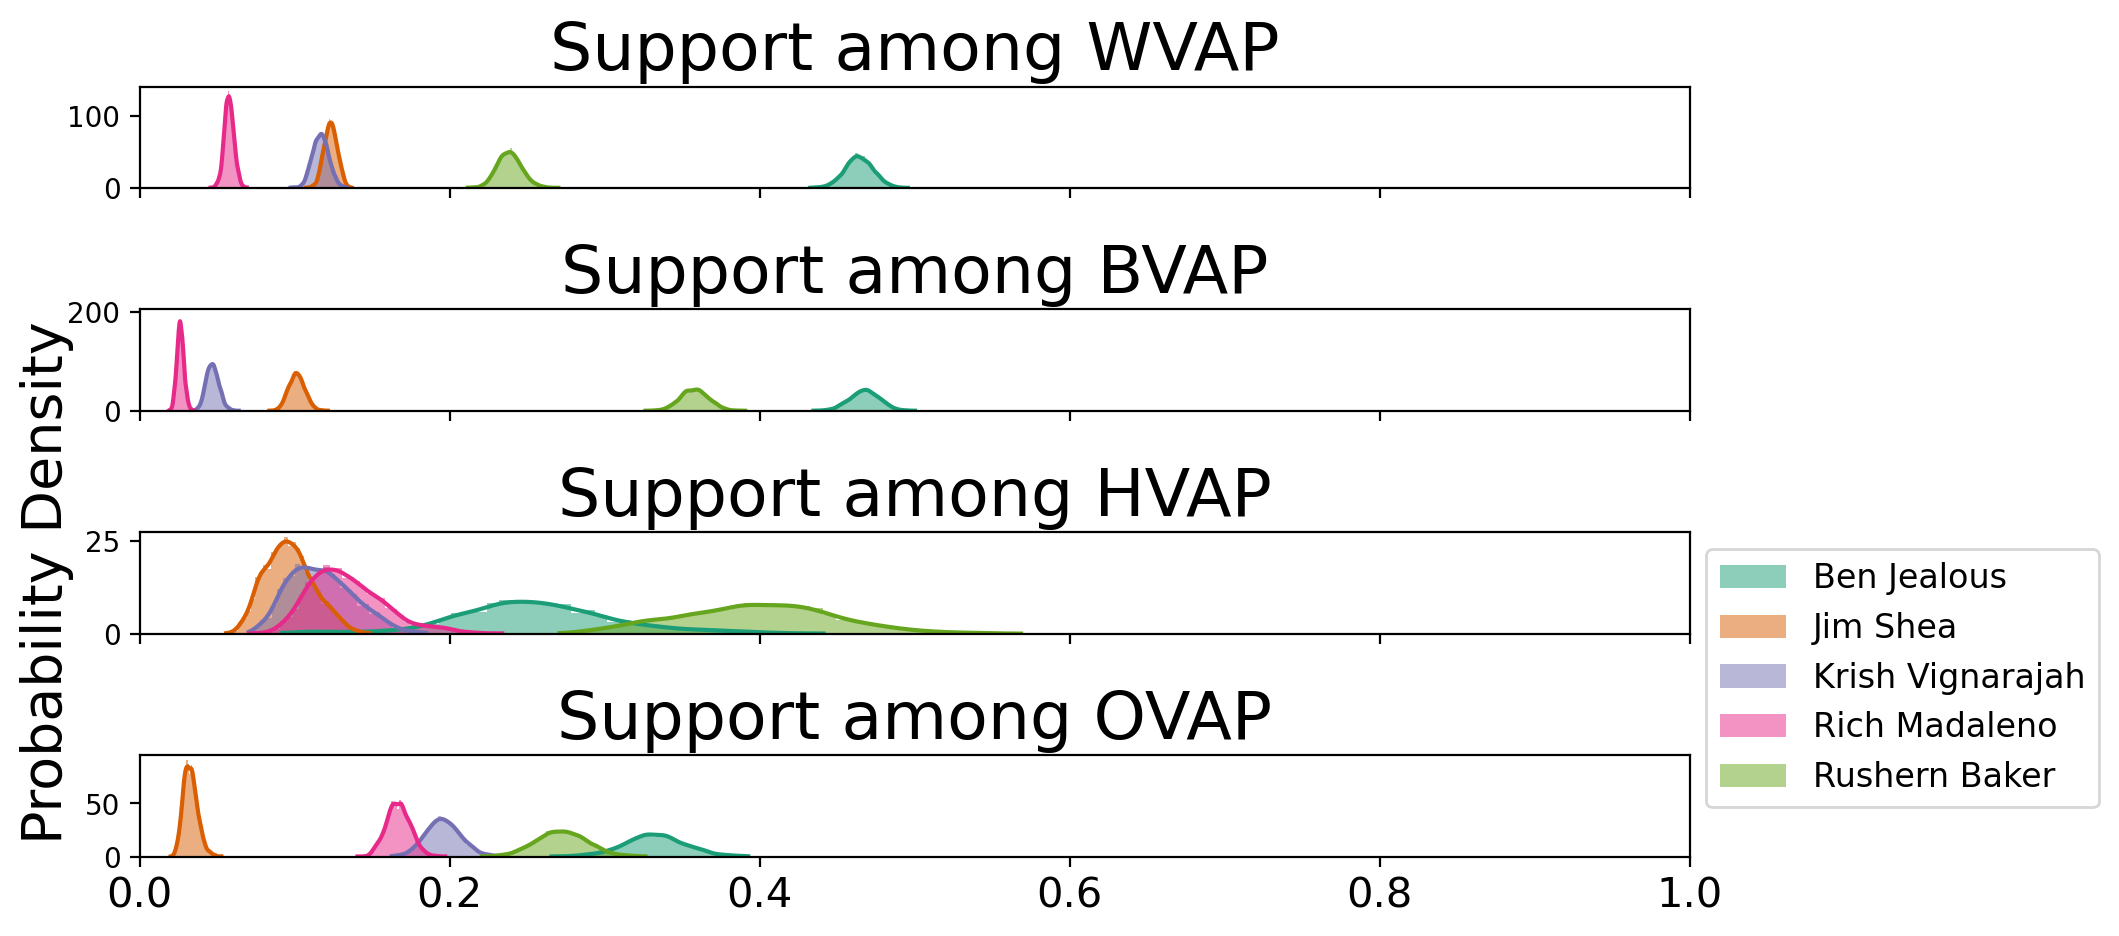 Support among WVAP
100
0
Support among BVAP
200
0
Support among HVAP
25
0
Support among OVAP
50
0
0.0 0.2 0.4 0.6 0.8 1.0
Probability Density
Ben Jealous
Jim Shea
Krish Vignarajah
Rich Madaleno
Rushern Baker